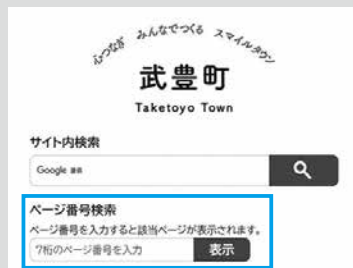 心つなぎ みんなでつくる スマイルタウン
武豊町
Taketoyo Town
サイト内検索
Google
ページ番号検索
ページ番号を入力すると該当ページが表示されます。
7桁のページ番号を入力 表示